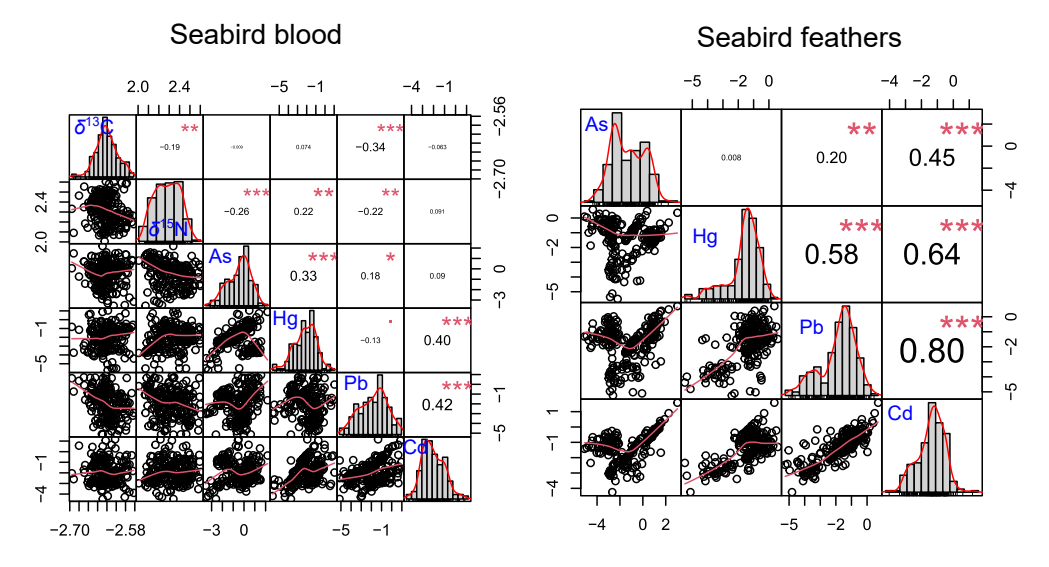 Seabird blood
Seabird feathers
2.0 2.4
−5 −1
−4 −1
−5 −2 0
−4 −2 0
δ¹³C
**
−0.19
0.074
***
−0.34
−0.063
−2.70 −2.56
As
**
0.008
0.20
***
0.45
−4 0
2.0 2.4
δ¹⁵N
***
−0.26
**
0.22
**
−0.22
0.091
−5 −2 0
Hg
***
0.58
***
0.64
As
***
0.33
*
0.18
0.09
−3 0
−5 −1
Hg
.
−0.13
***
0.40
Pb
***
0.80
−5 −2 0
Pb
***
0.42
−5 −1
−4 −1
Cd
−4 −1 1
Cd
−2.70 −2.58
−3 0
−5 −1
−4 0 2
−5 −2 0